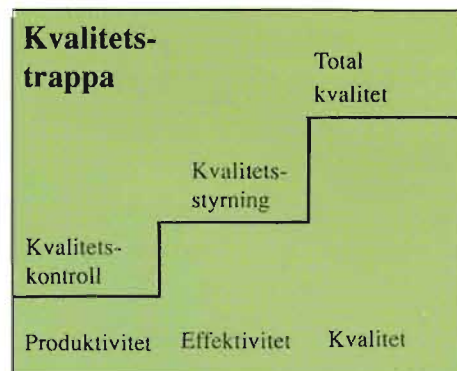 Kvalitets-
trappa
Total
kvalitet
Kvalitets-
styrning
Kvalitets-
kontroll
Produktivitet Effektivitet Kvalitet